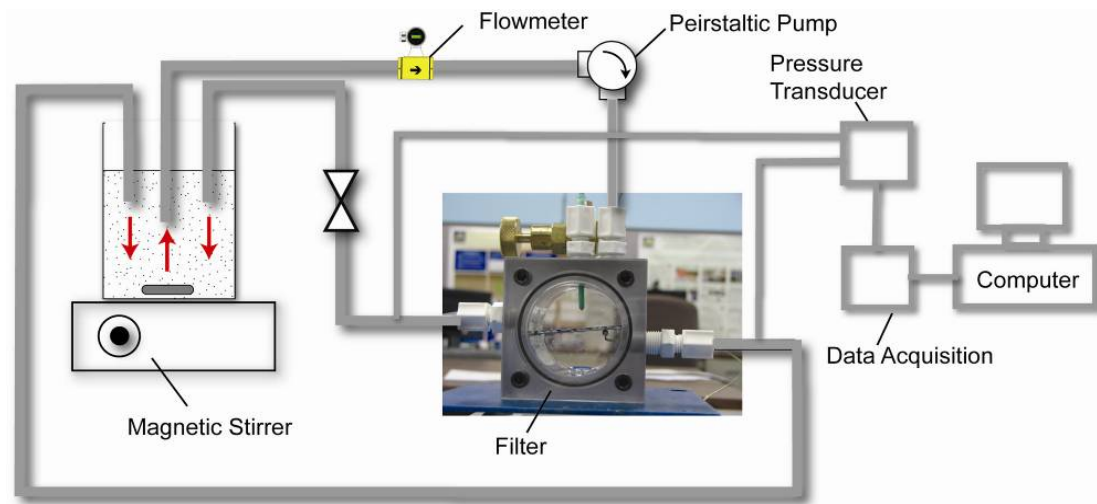 Flowmeter
Peirstaltic Pump
Pressure
Transducer
Computer
Data Acquisition
Magnetic Stirrer
Filter